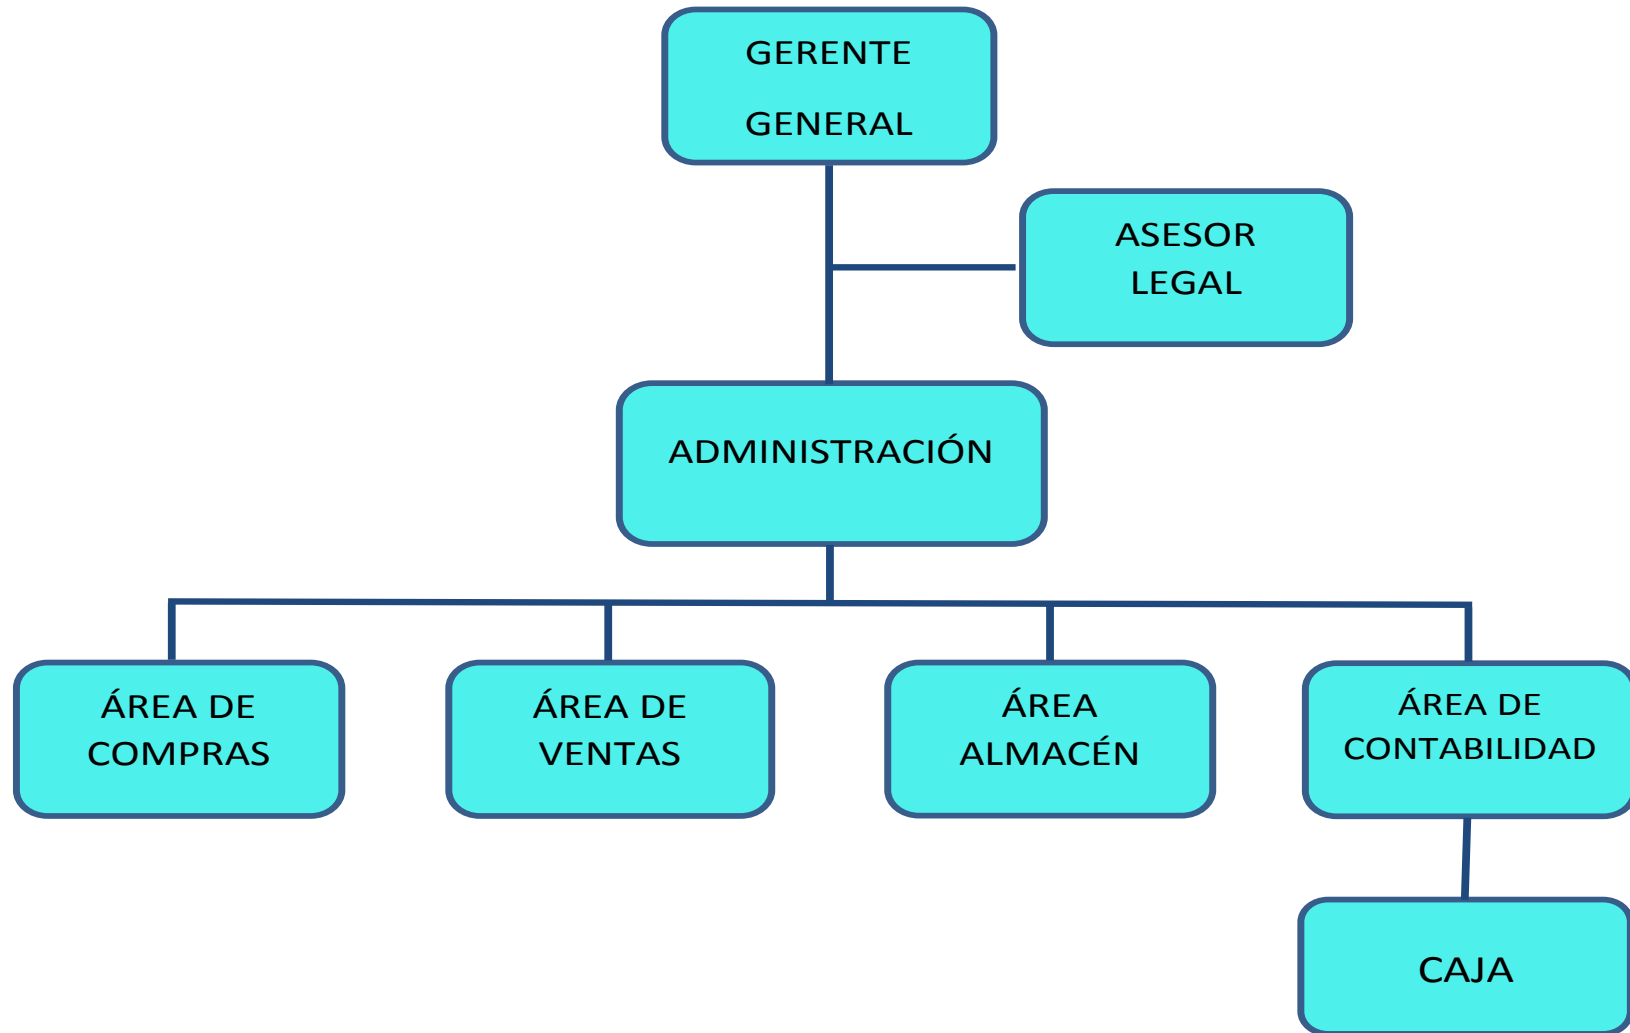 GERENTE
GENERAL
ASESOR
LEGAL
ADMINISTRACIÓN
ÁREA DE
COMPRAS
ÁREA DE
VENTAS
ÁREA
ALMACÉN
ÁREA DE
CONTABILIDAD
CAJA